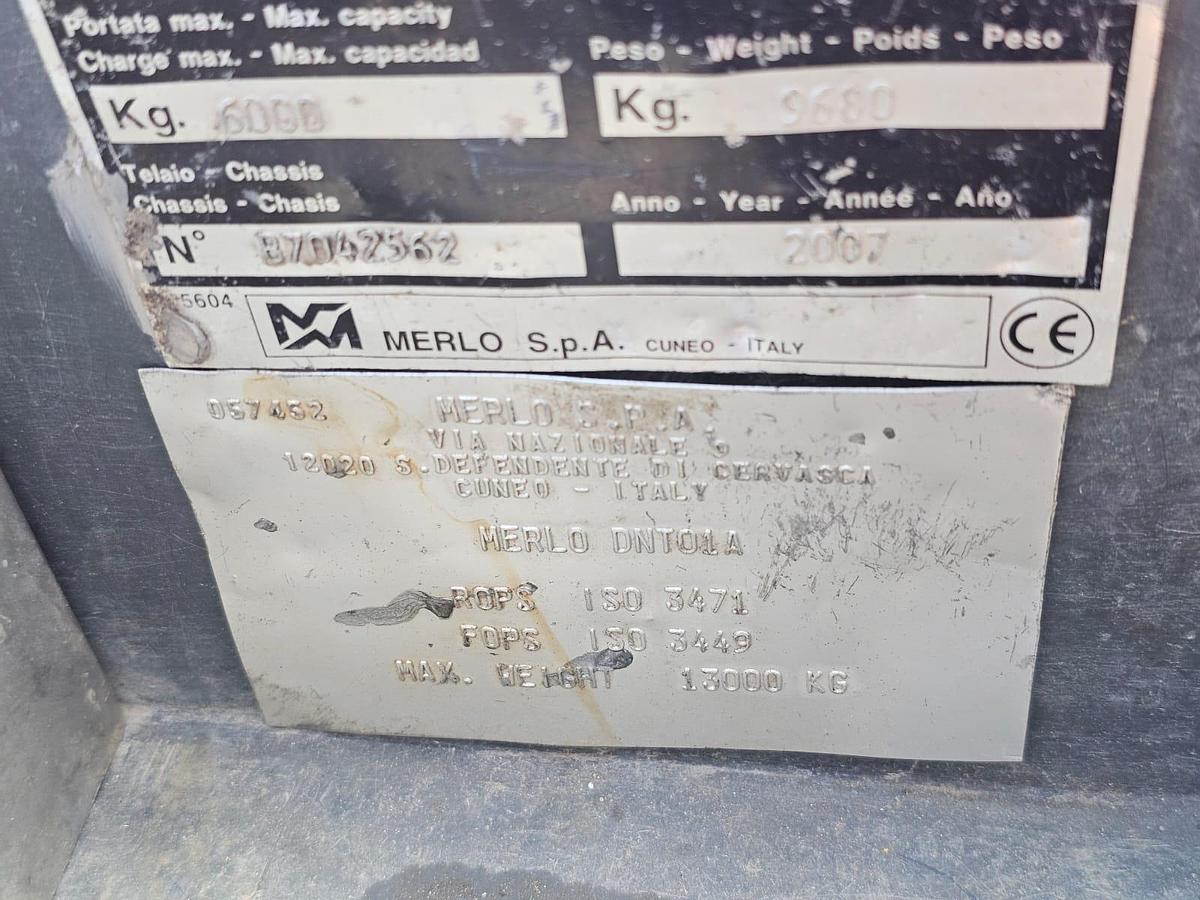 Portata max. - Max. capacity
Charge max. - Max. capacidad
Kg. 6000
Peso - Weight - Poids - Peso
Kg. 9680
Telaio - Chassis
Chassis - Chasis
N° B7042562
Anno - Year - Année - Año
2007
5604
MERLO S.p.A. CUNEO - ITALY
CE
057452 MERLO S.P.A.
VIA NAZIONALE 9
12020 S.DEFENDENTE DI CERVASCA
CUNEO - ITALY
MERLO DNT01A
ROPS ISO 3471
FOPS ISO 3449
MAX. WEIGHT 13000 KG